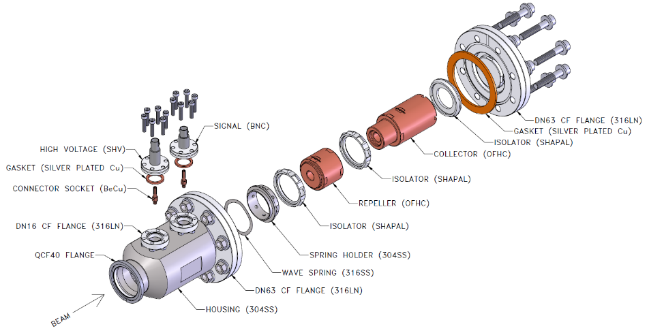 SIGNAL (BNC)
HIGH VOLTAGE (SHV)
GASKET (SILVER PLATED Cu)
CONNECTOR SOCKET (BeCu)
DN16 CF FLANGE (316LN)
QCF40 FLANGE
BEAM
HOUSING (304SS)
DN63 CF FLANGE (316LN)
WAVE SPRING (316SS)
SPRING HOLDER (304SS)
ISOLATOR (SHAPAL)
REPELLER (OFHC)
ISOLATOR (SHAPAL)
COLLECTOR (OFHC)
ISOLATOR (SHAPAL)
GASKET (SILVER PLATED Cu)
DN63 CF FLANGE (316LN)